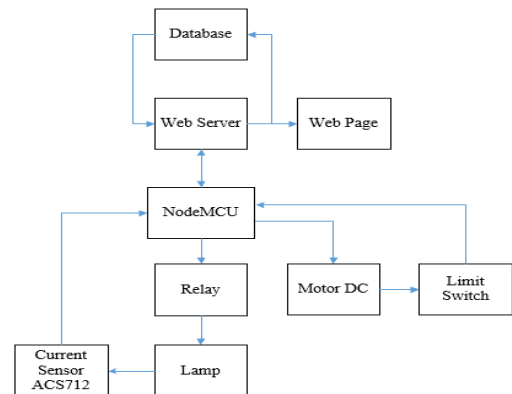 Database
Web Server
Web Page
NodeMCU
Relay
Motor DC
Limit
Switch
Current
Sensor
ACS712
Lamp